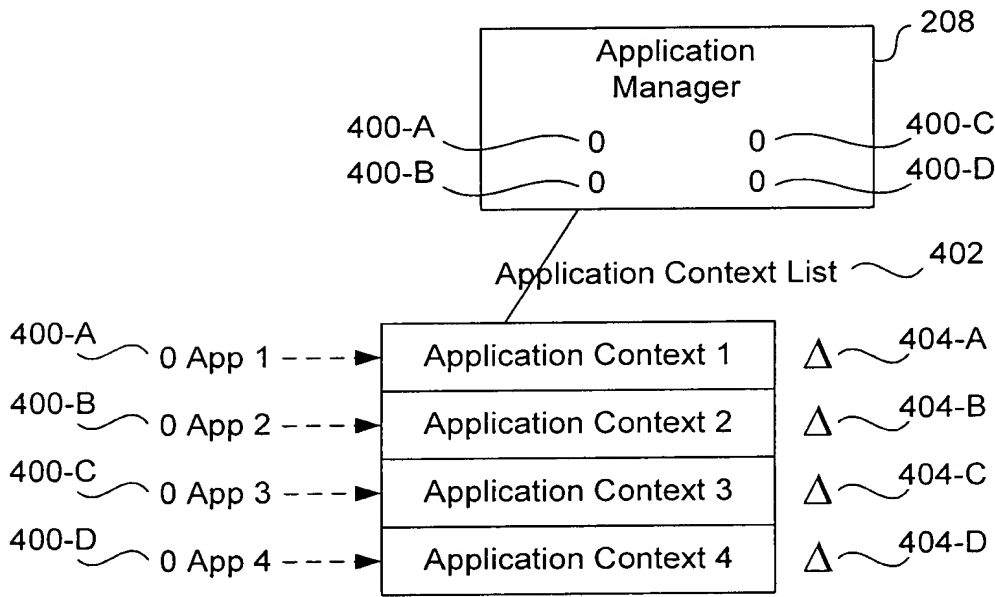 208
Application
Manager
400-A 0 0 400-C
400-B 0 0 400-D
Application Context List 402
400-A 0 App 1 Application Context 1 Δ 404-A
400-B 0 App 2 Application Context 2 Δ 404-B
400-C 0 App 3 Application Context 3 Δ 404-C
400-D 0 App 4 Application Context 4 Δ 404-D